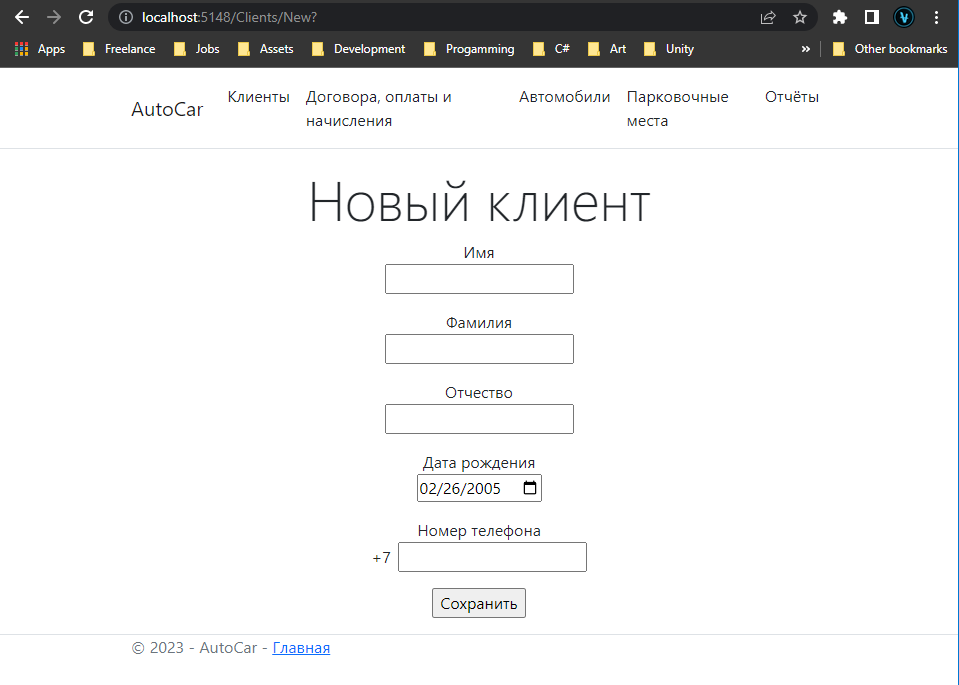 localhost:5148/Clients/New?
Apps Freelance Jobs Assets Development Progamming C# Art Unity » Other bookmarks
AutoCar Клиенты Договора, оплаты и начисления Автомобили Парковочные места Отчёты
Новый клиент
Имя
Фамилия
Отчество
Дата рождения
02/26/2005
Номер телефона
+7
Сохранить
© 2023 - AutoCar - Главная